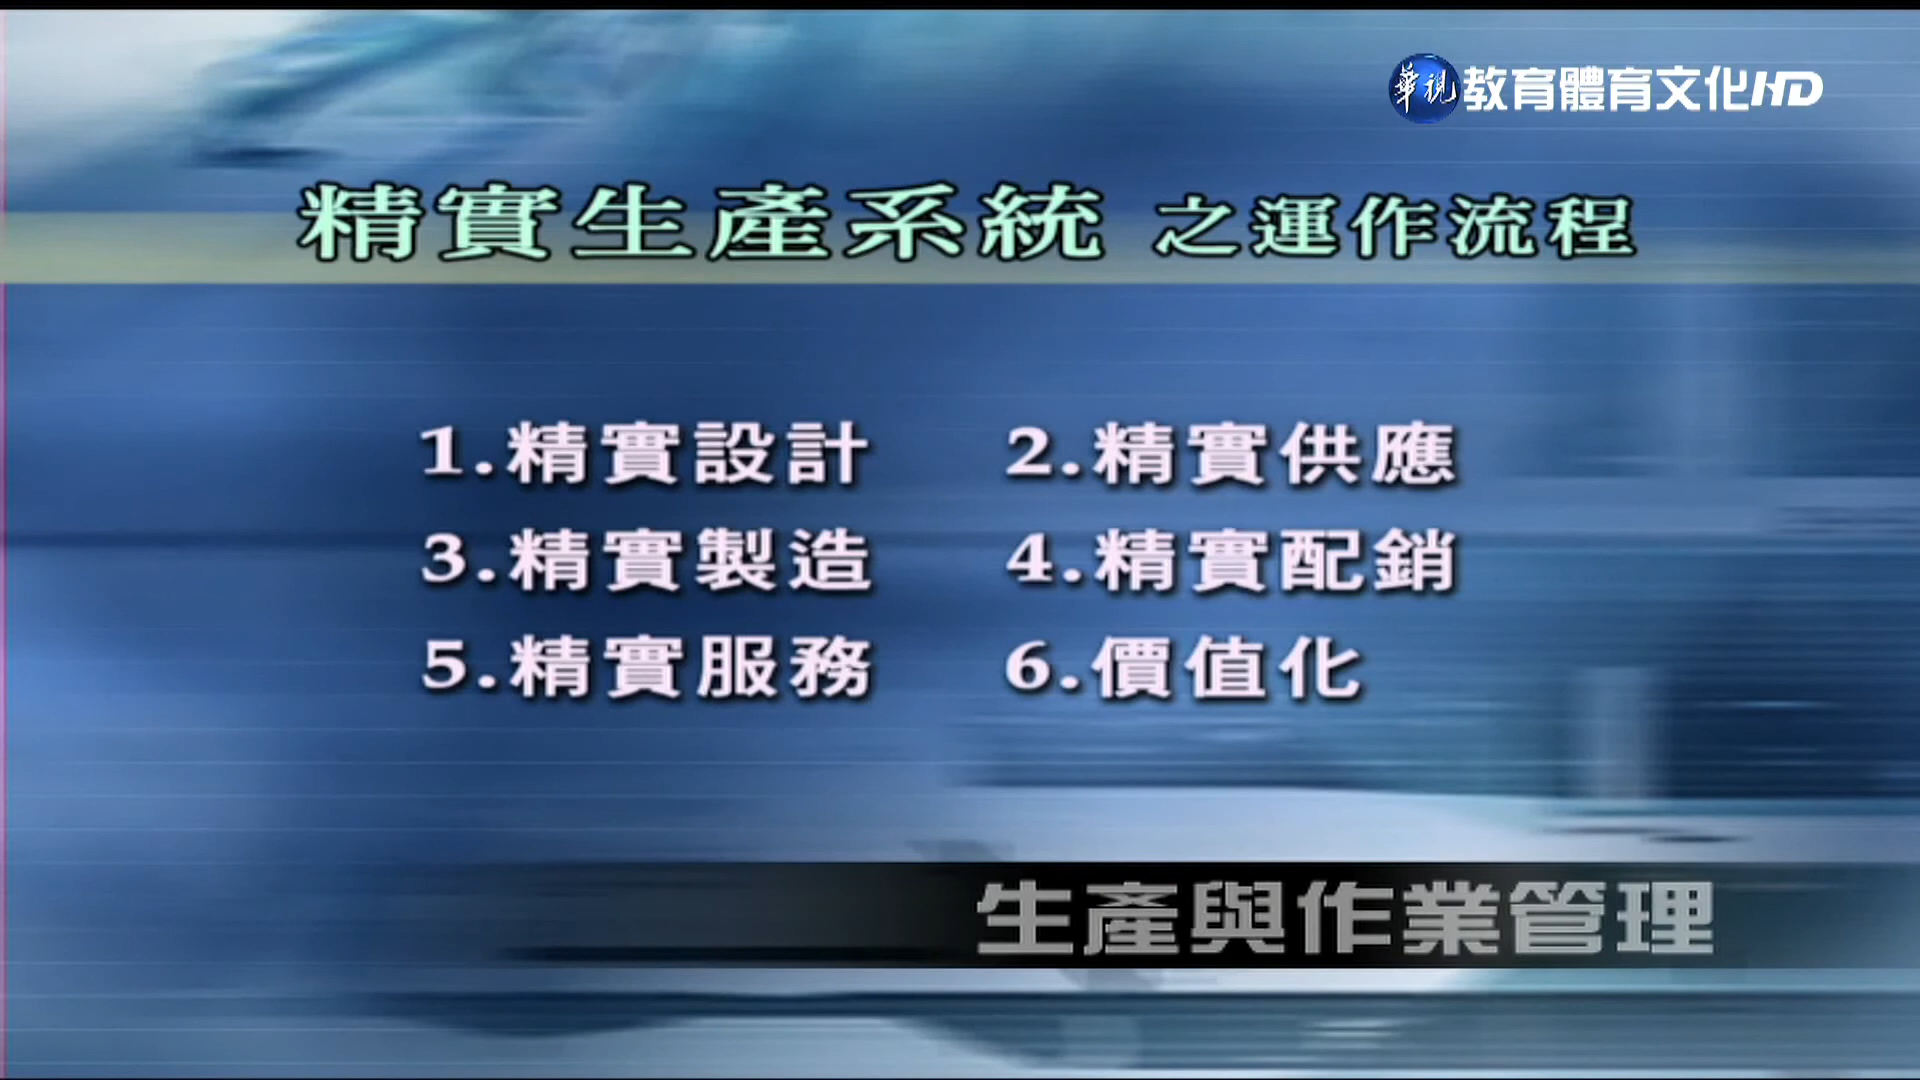 華視 教育體育文化HD
精實生產系統 之運作流程
1.精實設計 2.精實供應
3.精實製造 4.精實配銷
5.精實服務 6.價值化
生產與作業管理